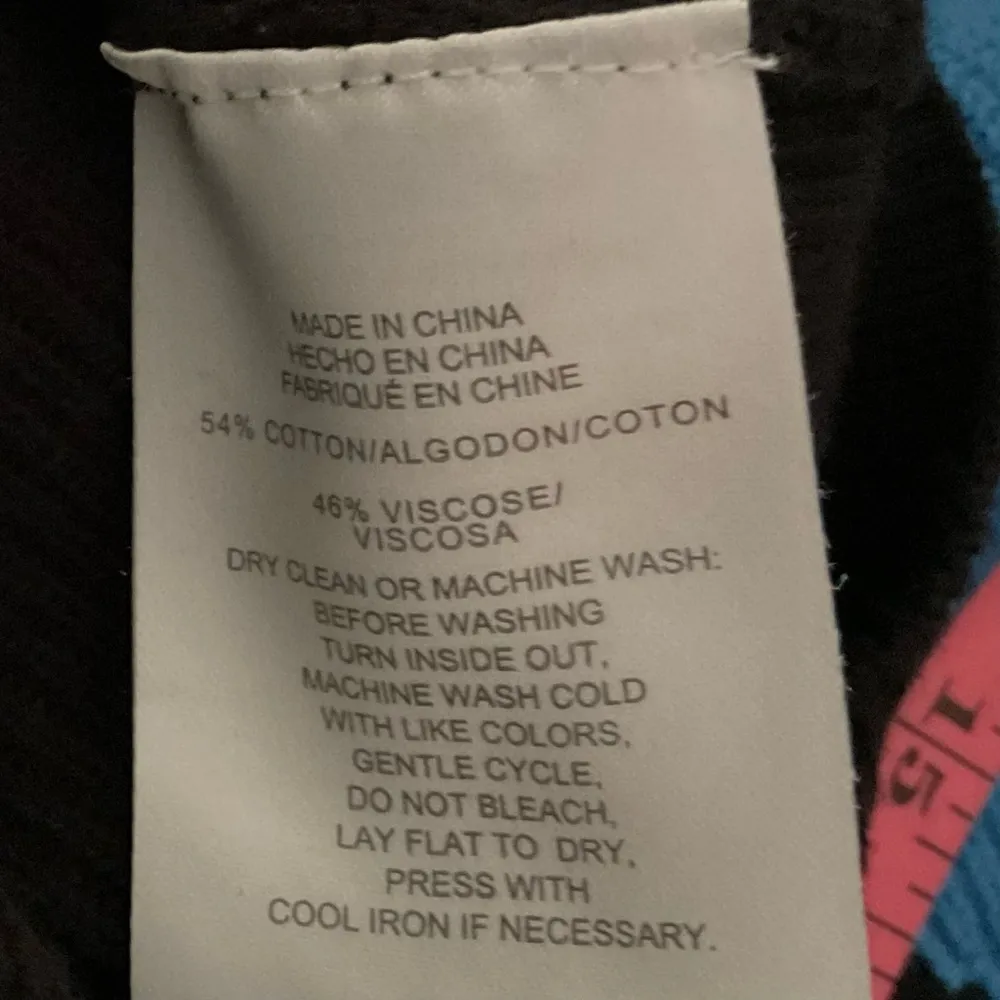 MADE IN CHINA
HECHO EN CHINA
FABRIQUÉ EN CHINE
54% COTTON/ALGODON/COTON
46% VISCOSE/
VISCOSA
DRY CLEAN OR MACHINE WASH:
BEFORE WASHING
TURN INSIDE OUT,
MACHINE WASH COLD
WITH LIKE COLORS,
GENTLE CYCLE,
DO NOT BLEACH,
LAY FLAT TO DRY,
PRESS WITH
COOL IRON IF NECESSARY.
15